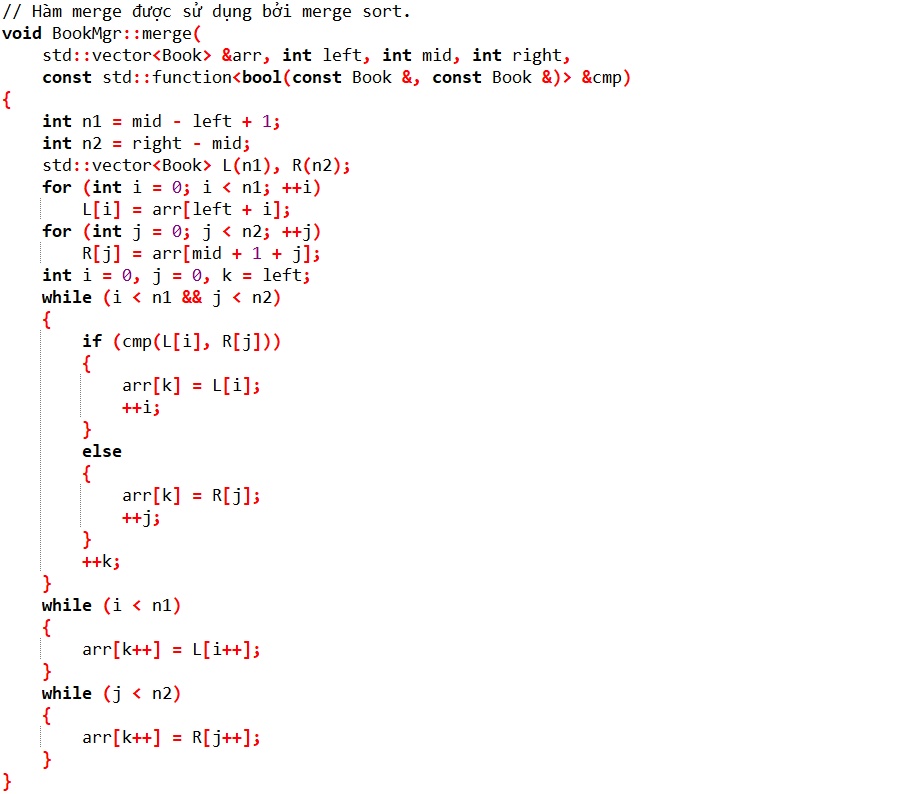 // Hàm merge được sử dụng bởi merge sort.
void BookMgr::merge(
    std::vector<Book> &arr, int left, int mid, int right,
    const std::function<bool(const Book &, const Book &)> &cmp)
{
    int n1 = mid - left + 1;
    int n2 = right - mid;
    std::vector<Book> L(n1), R(n2);
    for (int i = 0; i < n1; ++i)
        L[i] = arr[left + i];
    for (int j = 0; j < n2; ++j)
        R[j] = arr[mid + 1 + j];
    int i = 0, j = 0, k = left;
    while (i < n1 && j < n2)
    {
        if (cmp(L[i], R[j]))
        {
            arr[k] = L[i];
            ++i;
        }
        else
        {
            arr[k] = R[j];
            ++j;
        }
        ++k;
    }
    while (i < n1)
    {
        arr[k++] = L[i++];
    }
    while (j < n2)
    {
        arr[k++] = R[j++];
    }
}